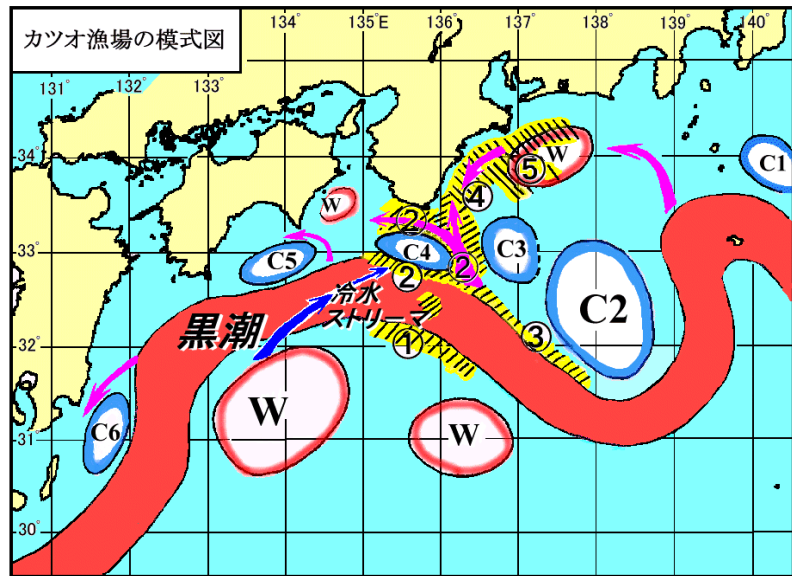 カツオ漁場の模式図
131°
132°
133°
134°
135°E
136°
137°
138°
139°
140°
34°
33°
32°
31°
30°
C1
W
⑤
④
W
②
C4
②
②
C3
C5
C2
冷水
ストリーマ
黒潮
①
③
W
W
C6